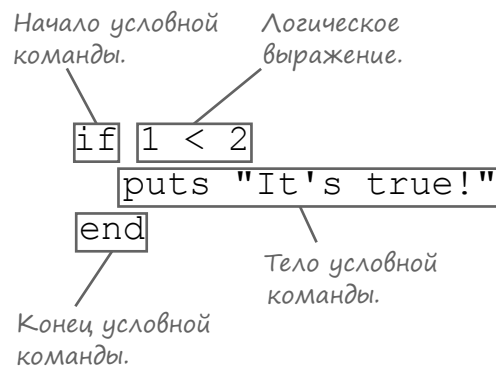 Начало условной
команды.
Логическое
выражение.
if 1 < 2
puts "It's true!"
end
Тело условной
команды.
Конец условной
команды.